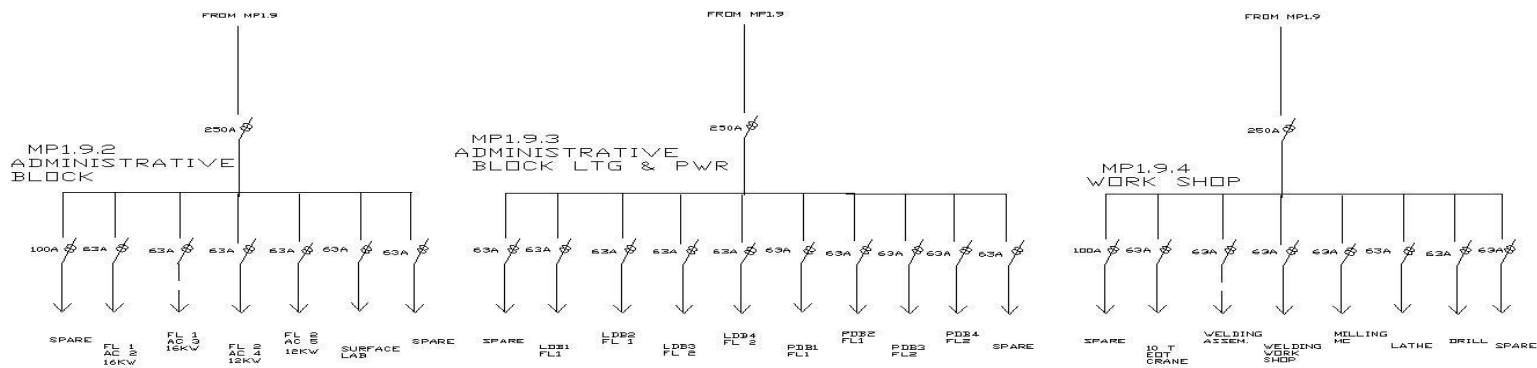 FROM MP1.9
250A
MP1.9.2
ADMINISTRATIVE
BLOCK
100A
63A
63A
63A
63A
63A
63A
SPARE
FL 1
AC 2
16KW
FL 1
AC 3
16KW
FL 2
AC 4
12KW
FL 2
AC 5
12KW
SURFACE
LAB
SPARE
FROM MP1.9
250A
MP1.9.3
ADMINISTRATIVE
BLOCK LTG & PWR
63A
63A
63A
63A
63A
63A
63A
63A
63A
63A
SPARE
LDB1
FL1
LDB2
FL 1
LDB3
FL 2
LDB4
FL 2
PDB1
FL1
PDB2
FL1
PDB3
FL2
PDB4
FL2
SPARE
FROM MP1.9
250A
MP1.9.4
WORK SHOP
100A
63A
63A
63A
63A
63A
63A
63A
SPARE
10 T
EOT
CRANE
WELDING
ASSEM.
WELDING
WORK
SHOP
MILLING
MC
LATHE
DRILL
SPARE